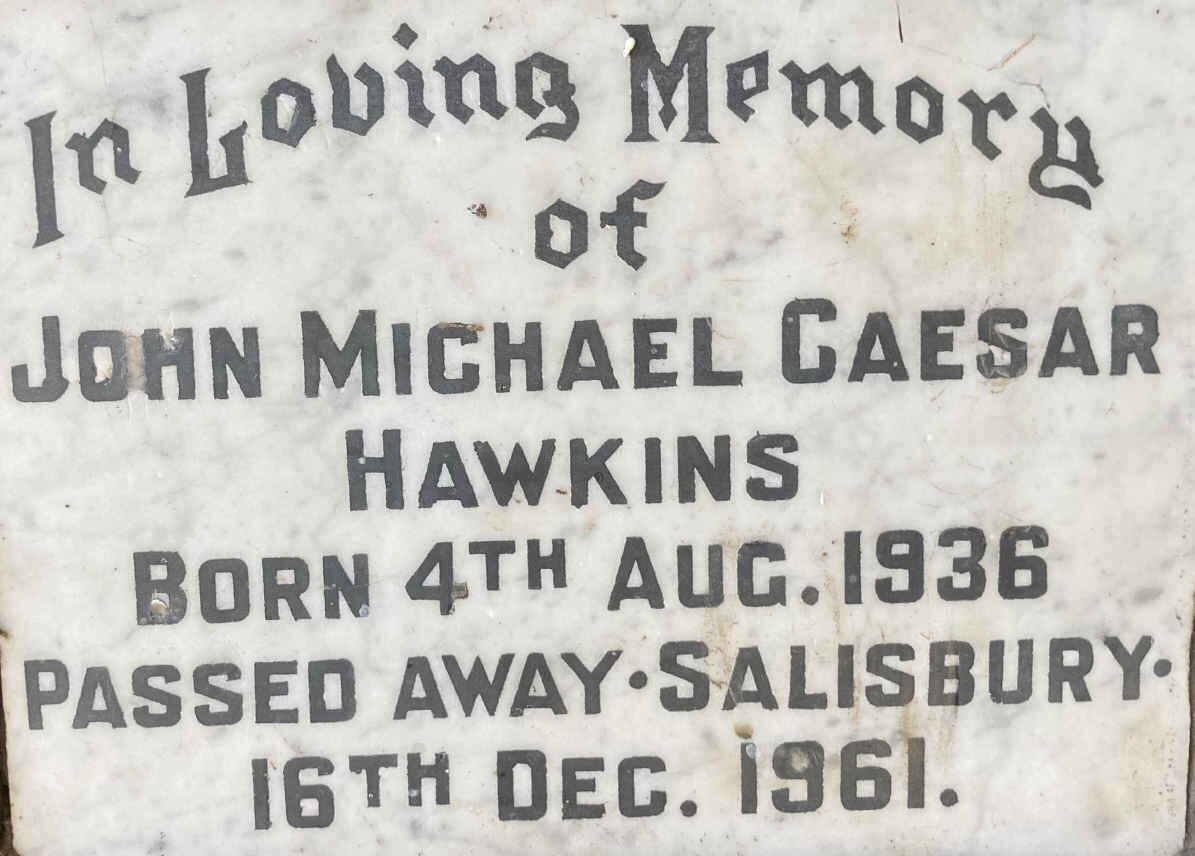 In Loving Memory
of
JOHN MICHAEL CAESAR
HAWKINS
BORN 4TH AUG. 1936
PASSED AWAY·SALISBURY·
16TH DEC. 1961.